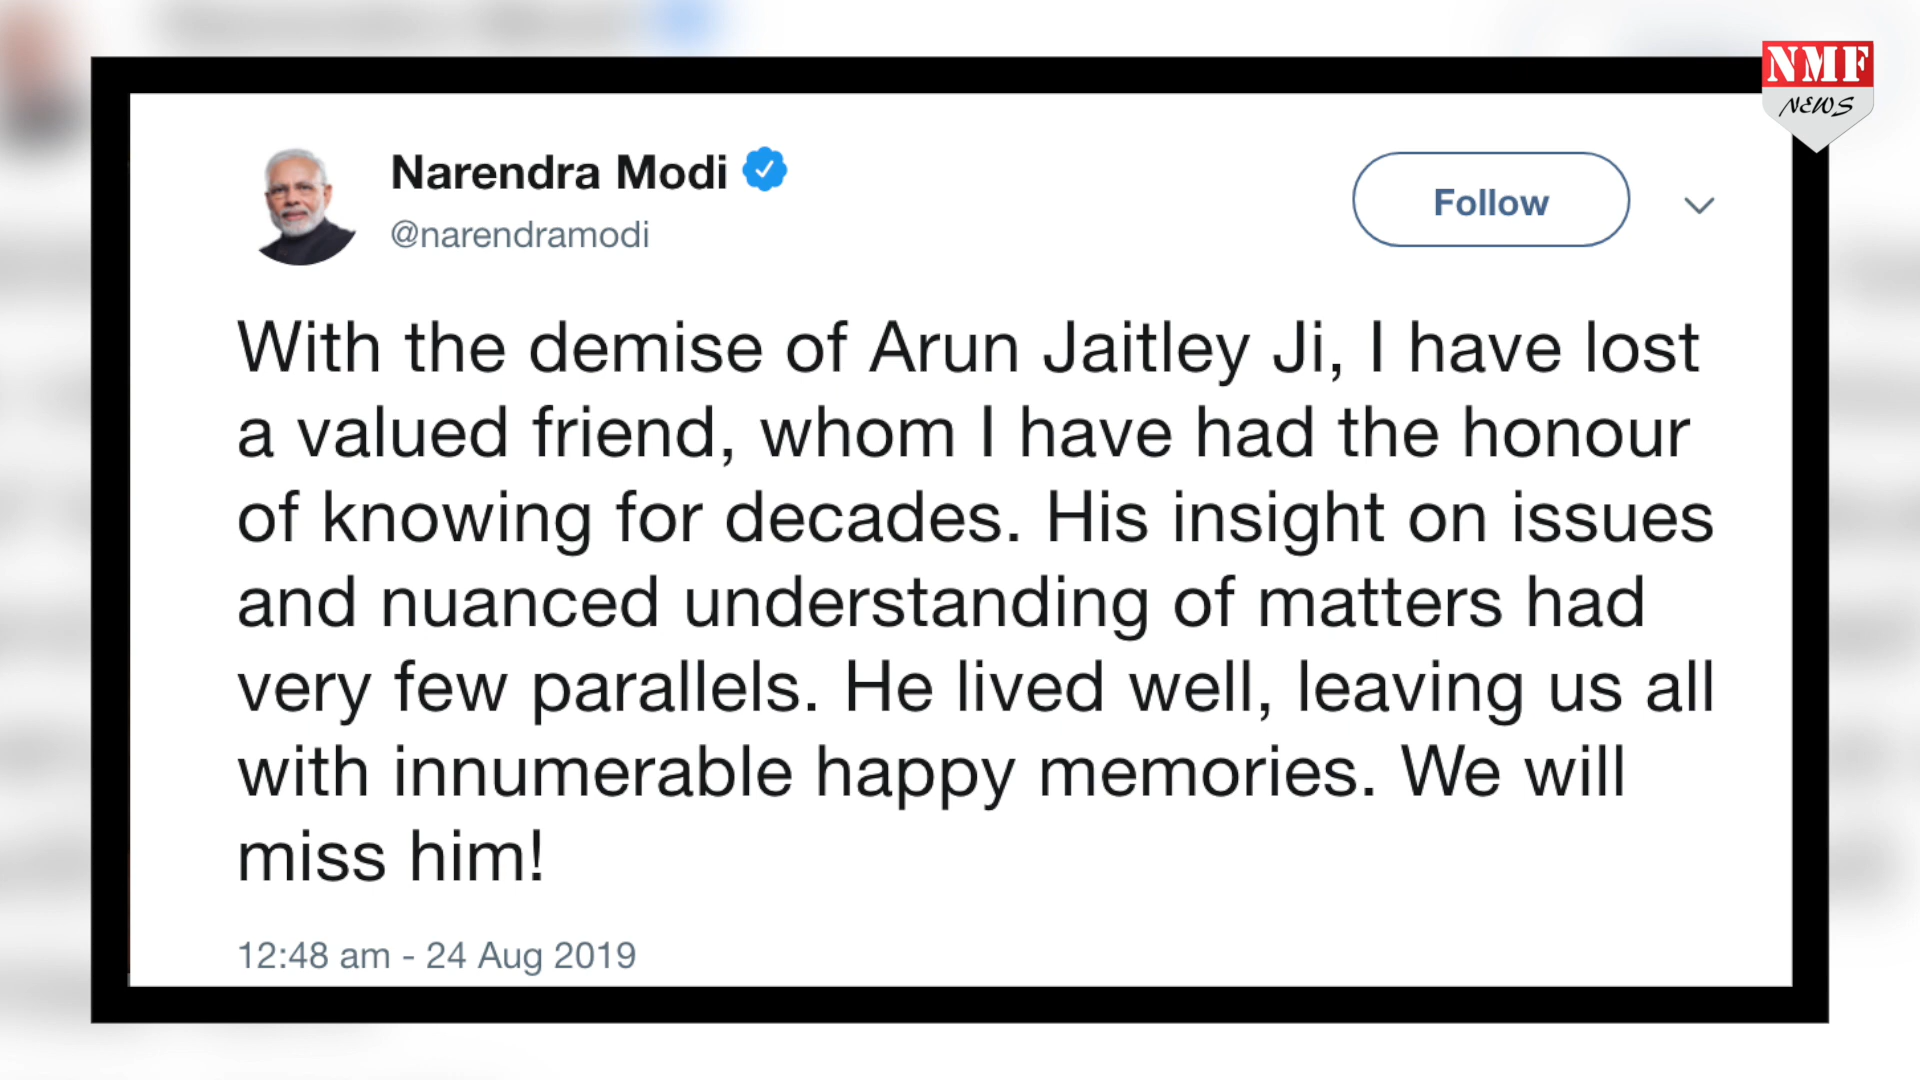 NMF
NEWS
Narendra Modi
@narendramodi
Follow
With the demise of Arun Jaitley Ji, I have lost
a valued friend, whom I have had the honour
of knowing for decades. His insight on issues
and nuanced understanding of matters had
very few parallels. He lived well, leaving us all
with innumerable happy memories. We will
miss him!
12:48 am - 24 Aug 2019